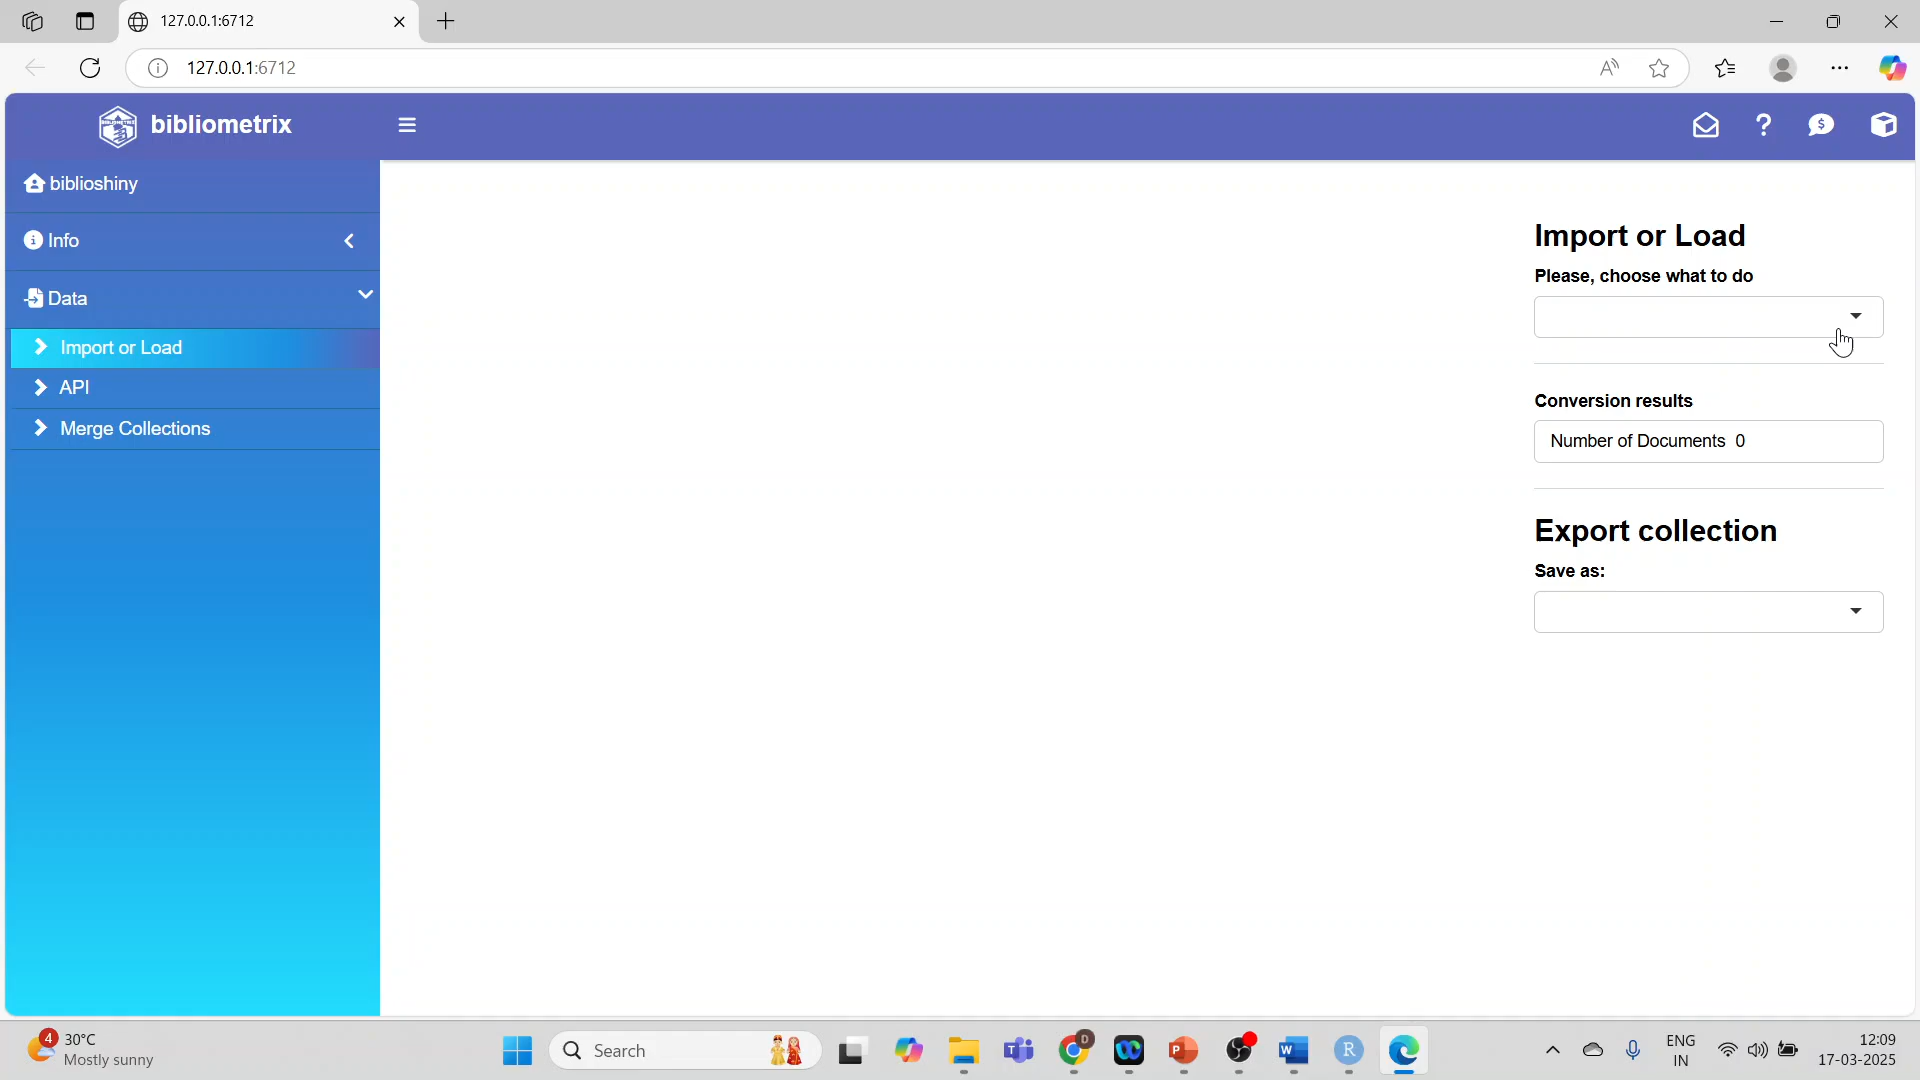 127.0.0.1:6712
127.0.0.1:6712
bibliometrix
biblioshiny
Info
Data
Import or Load
API
Merge Collections
Import or Load
Please, choose what to do
Conversion results
Number of Documents 0
Export collection
Save as:
4
30°C
Mostly sunny
Search
D
ENG
IN
12:09
17-03-2025